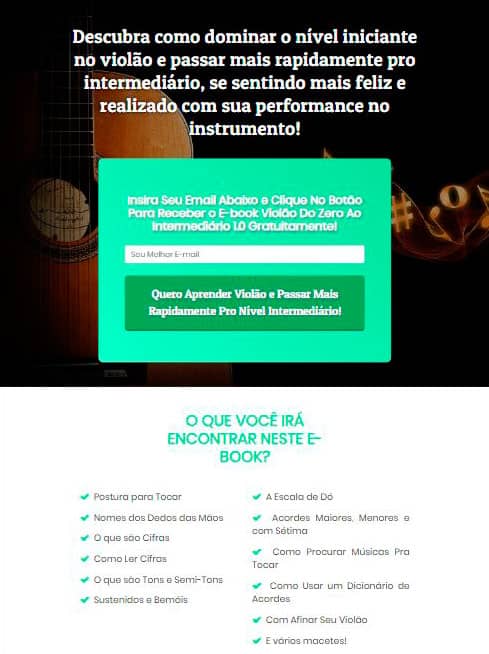 Descubra como dominar o nível iniciante
no violão e passar mais rapidamente pro
intermediário, se sentindo mais feliz e
realizado com sua performance no
instrumento!
Insira Seu Email Abaixo e Clique No Botão
Para Receber o E-book Violão Do Zero Ao
Intermediário 1.0 Gratuitamente!
Seu Melhor E-mail
Quero Aprender Violão e Passar Mais
Rapidamente Pro Nível Intermediário!
O QUE VOCÊ IRÁ
ENCONTRAR NESTE E-
BOOK?
Postura para Tocar
Nomes dos Dedos das Mãos
O que são Cifras
Como Ler Cifras
O que são Tons e Semi-Tons
Sustenidos e Bemóis
A Escala de Dó
Acordes Maiores, Menores e
com Sétima
Como Procurar Músicas Pra
Tocar
Como Usar um Dicionário de
Acordes
Com Afinar Seu Violão
E vários macetes!